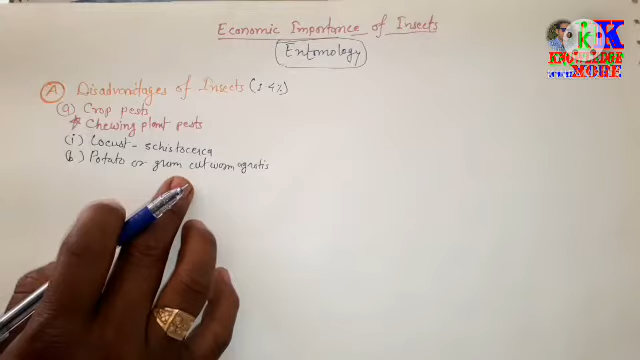 Economic Importance of Insects
Entomology
A Disadvantages of Insects (1.4%)
(a) Crop pests
* Chewing plant pests
(i) Locust - Schistocerca
(b) Potato or gram cutworm agrotis
K K
KNOWLEDGE
MORE